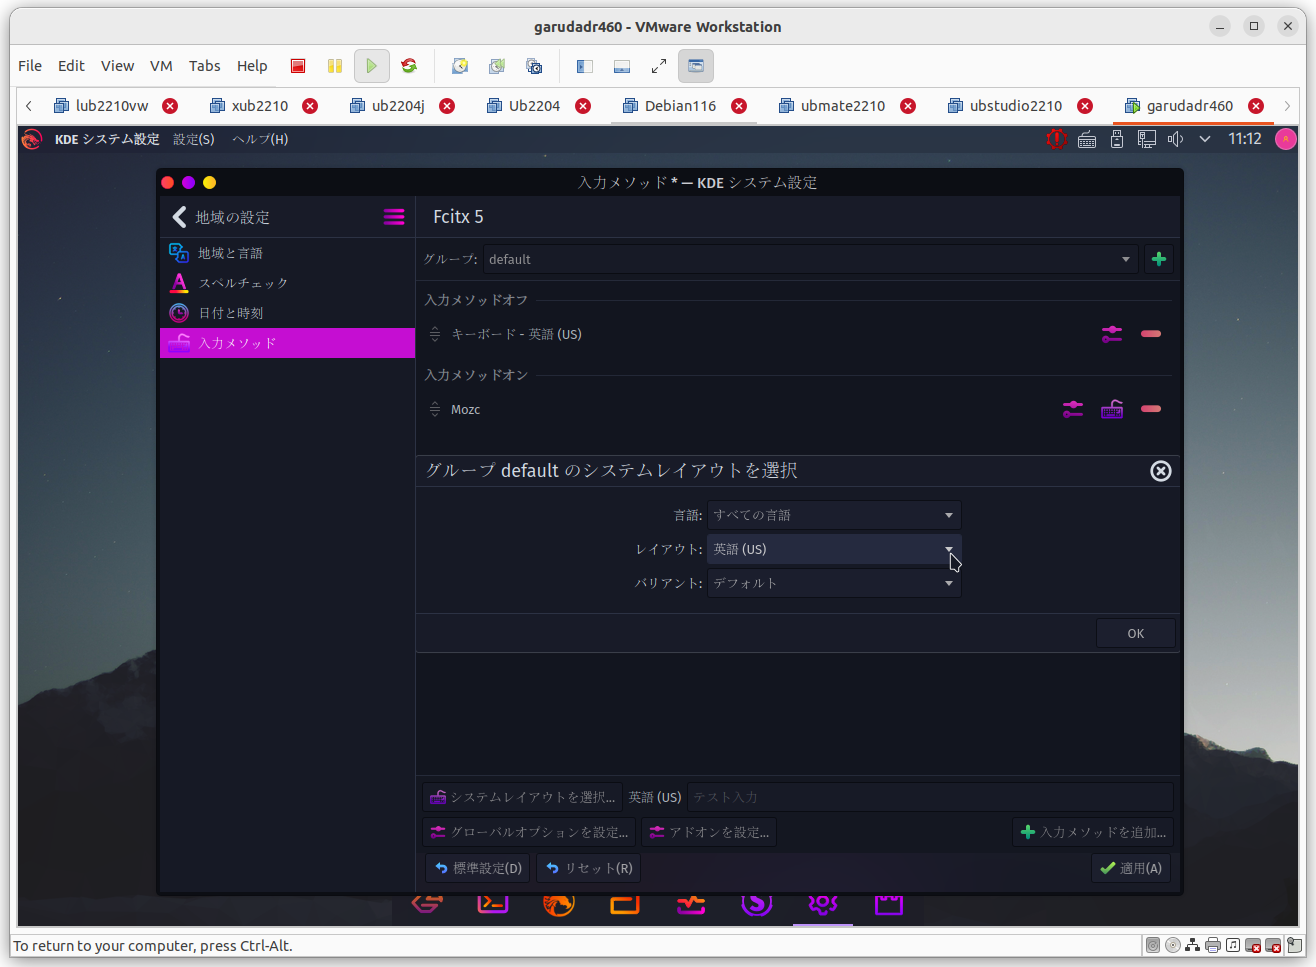 garudadr460 - VMware Workstation
File Edit View VM Tabs Help
lub2210vw xub2210 ub2204j Ub2204 Debian116 ubmate2210 ubstudio2210 garudadr460
KDE システム設定 設定(S) ヘルプ(H) 11:12
入力メソッド * — KDE システム設定
地域の設定
Fcitx 5
地域と言語
スペルチェック
日付と時刻
入力メソッド
グループ: default
入力メソッドオフ
キーボード - 英語 (US)
入力メソッドオン
Mozc
グループ default のシステムレイアウトを選択
言語: すべての言語
レイアウト: 英語 (US)
バリアント: デフォルト
OK
システムレイアウトを選択... 英語 (US) テスト入力
グローバルオプションを設定... アドオンを設定... 入力メソッドを追加...
標準設定(D) リセット(R) 適用(A)
To return to your computer, press Ctrl-Alt.